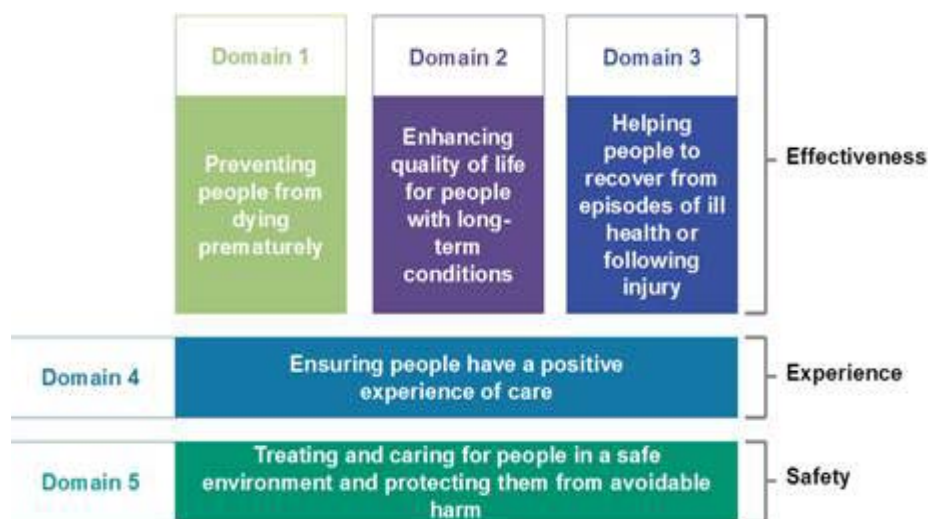 Domain 1
Preventing
people from
dying
prematurely
Domain 2
Enhancing
quality of life
for people
with long-
term
conditions
Domain 3
Helping
people to
recover from
episodes of ill
health or
following
injury
Effectiveness
Domain 4
Ensuring people have a positive
experience of care
Experience
Domain 5
Treating and caring for people in a safe
environment and protecting them from avoidable
harm
Safety